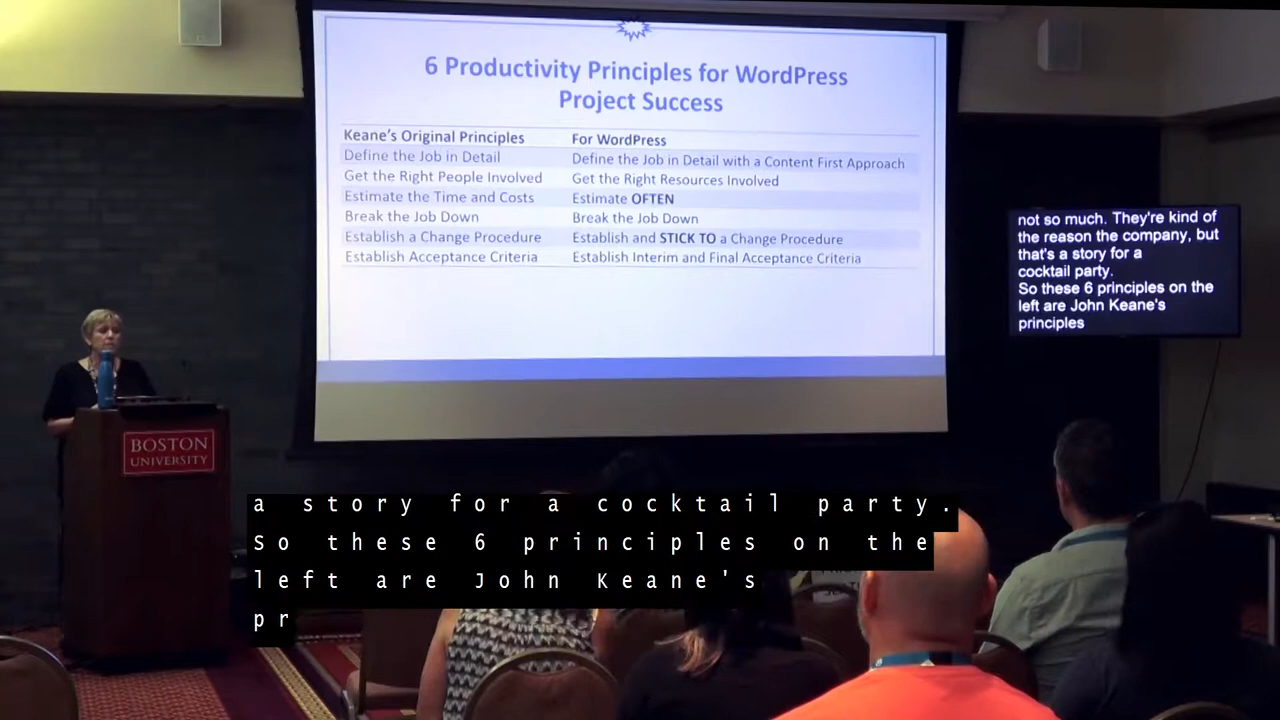 6 Productivity Principles for WordPress
Project Success
Keane's Original Principles For WordPress
Define the Job in Detail Define the Job in Detail with a Content First Approach
Get the Right People Involved Get the Right Resources Involved
Estimate the Time and Costs Estimate OFTEN
Break the Job Down Break the Job Down
Establish a Change Procedure Establish and STICK TO a Change Procedure
Establish Acceptance Criteria Establish Interim and Final Acceptance Criteria
not so much. They're kind of
the reason the company, but
that's a story for a
cocktail party.
So these 6 principles on the
left are John Keane's
principles
BOSTON
UNIVERSITY
a story for a cocktail party.
So these 6 principles on the
left are John Keane's
pr